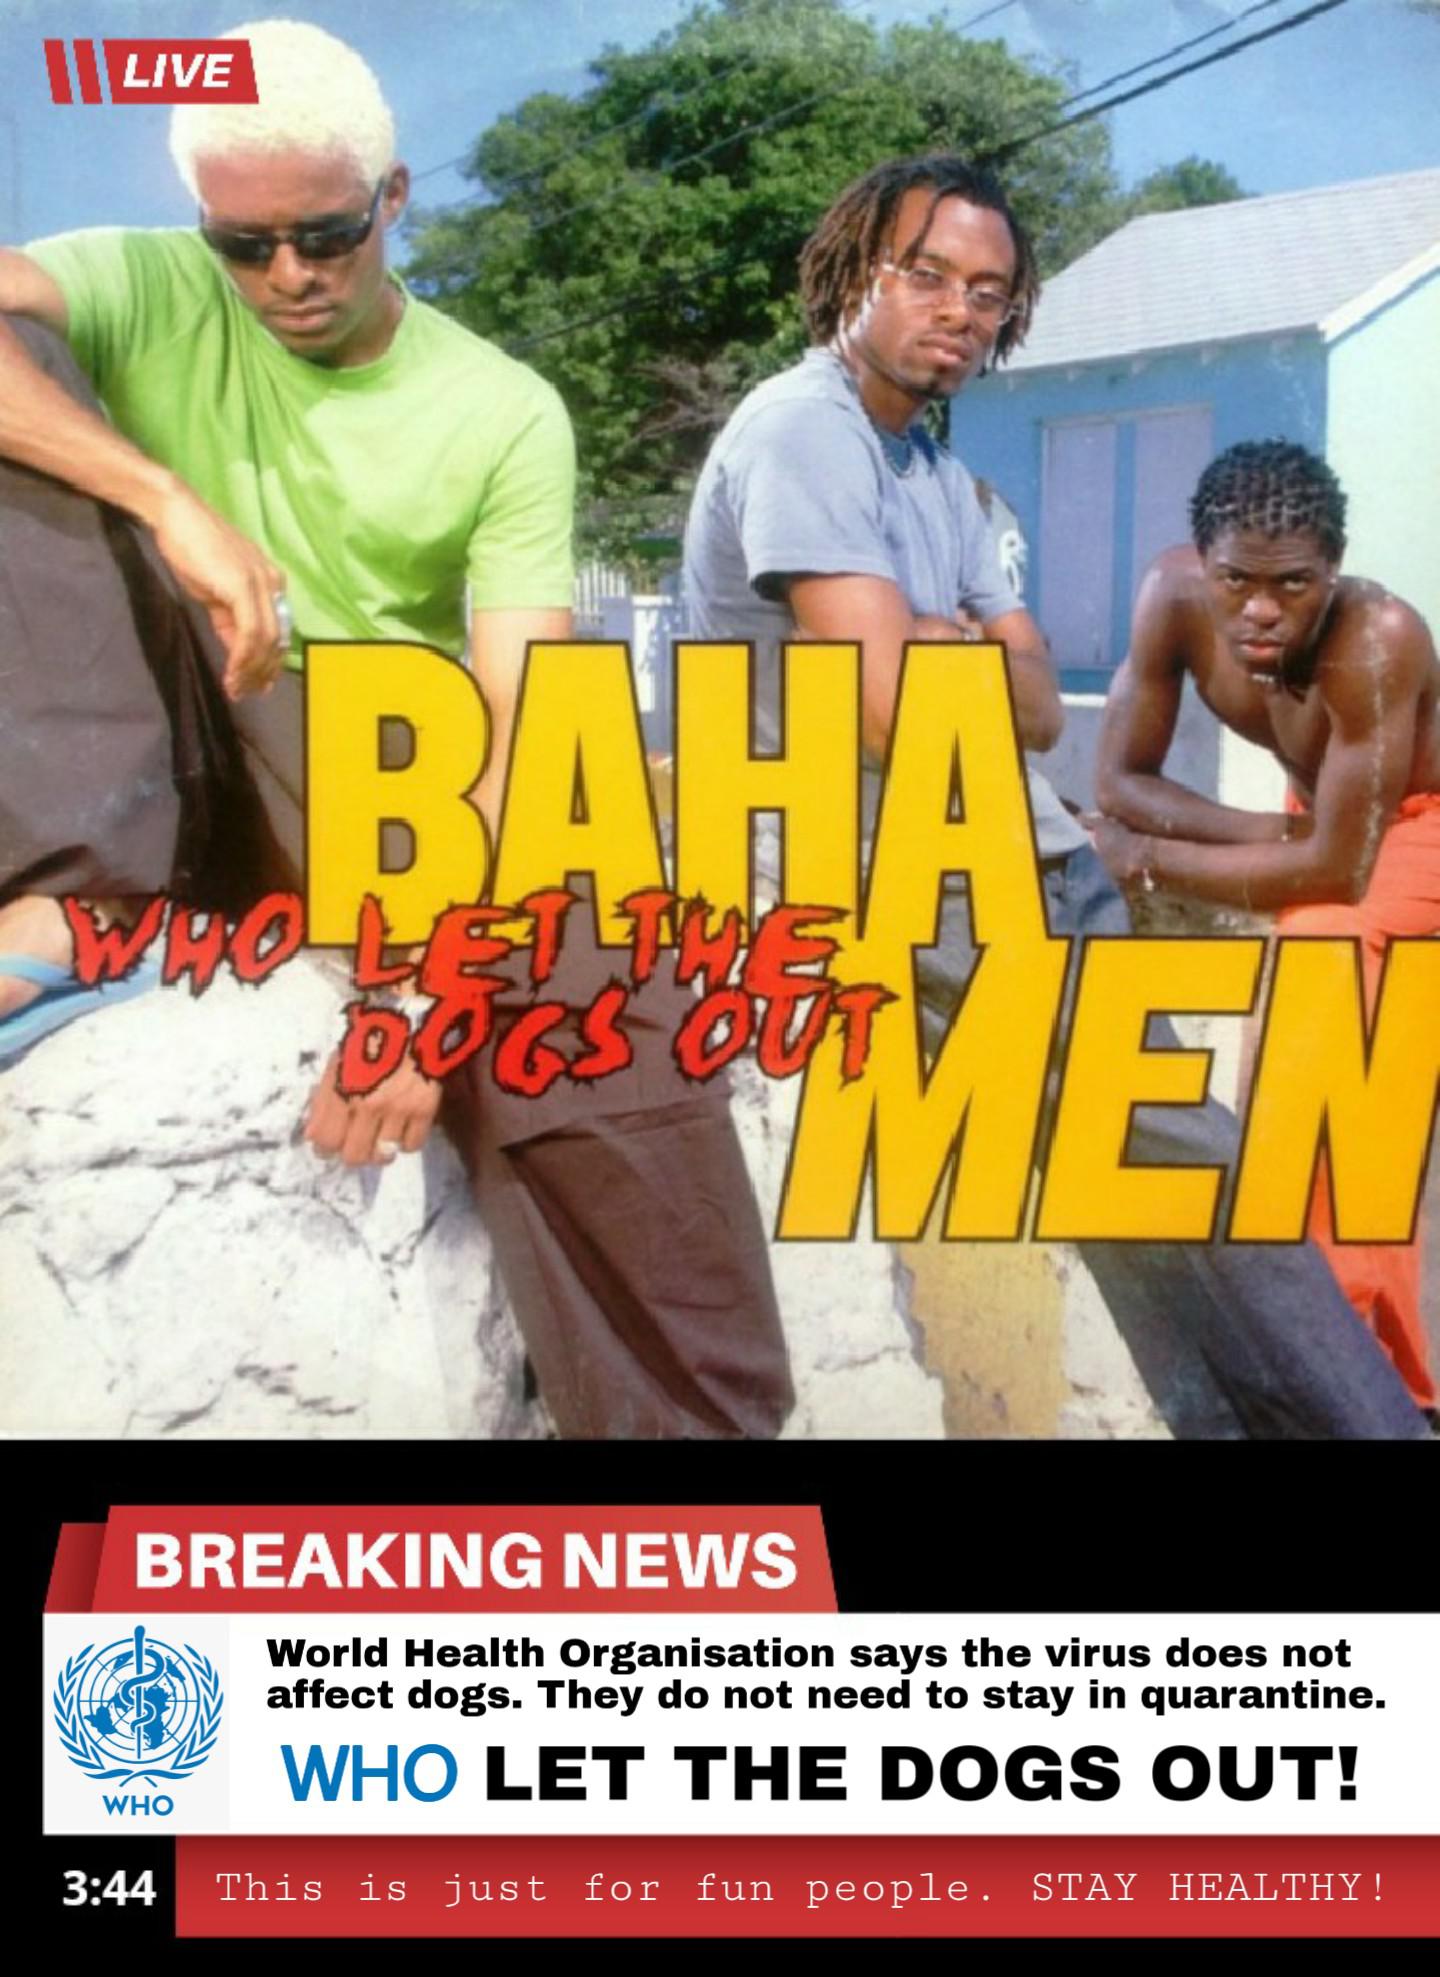 LIVE
BAHA
WHO LET THE
DOGS OUT
MEN
BREAKING NEWS
World Health Organisation says the virus does not
affect dogs. They do not need to stay in quarantine.
WHO LET THE DOGS OUT!
WHO
3:44
This is just for fun people. STAY HEALTHY!